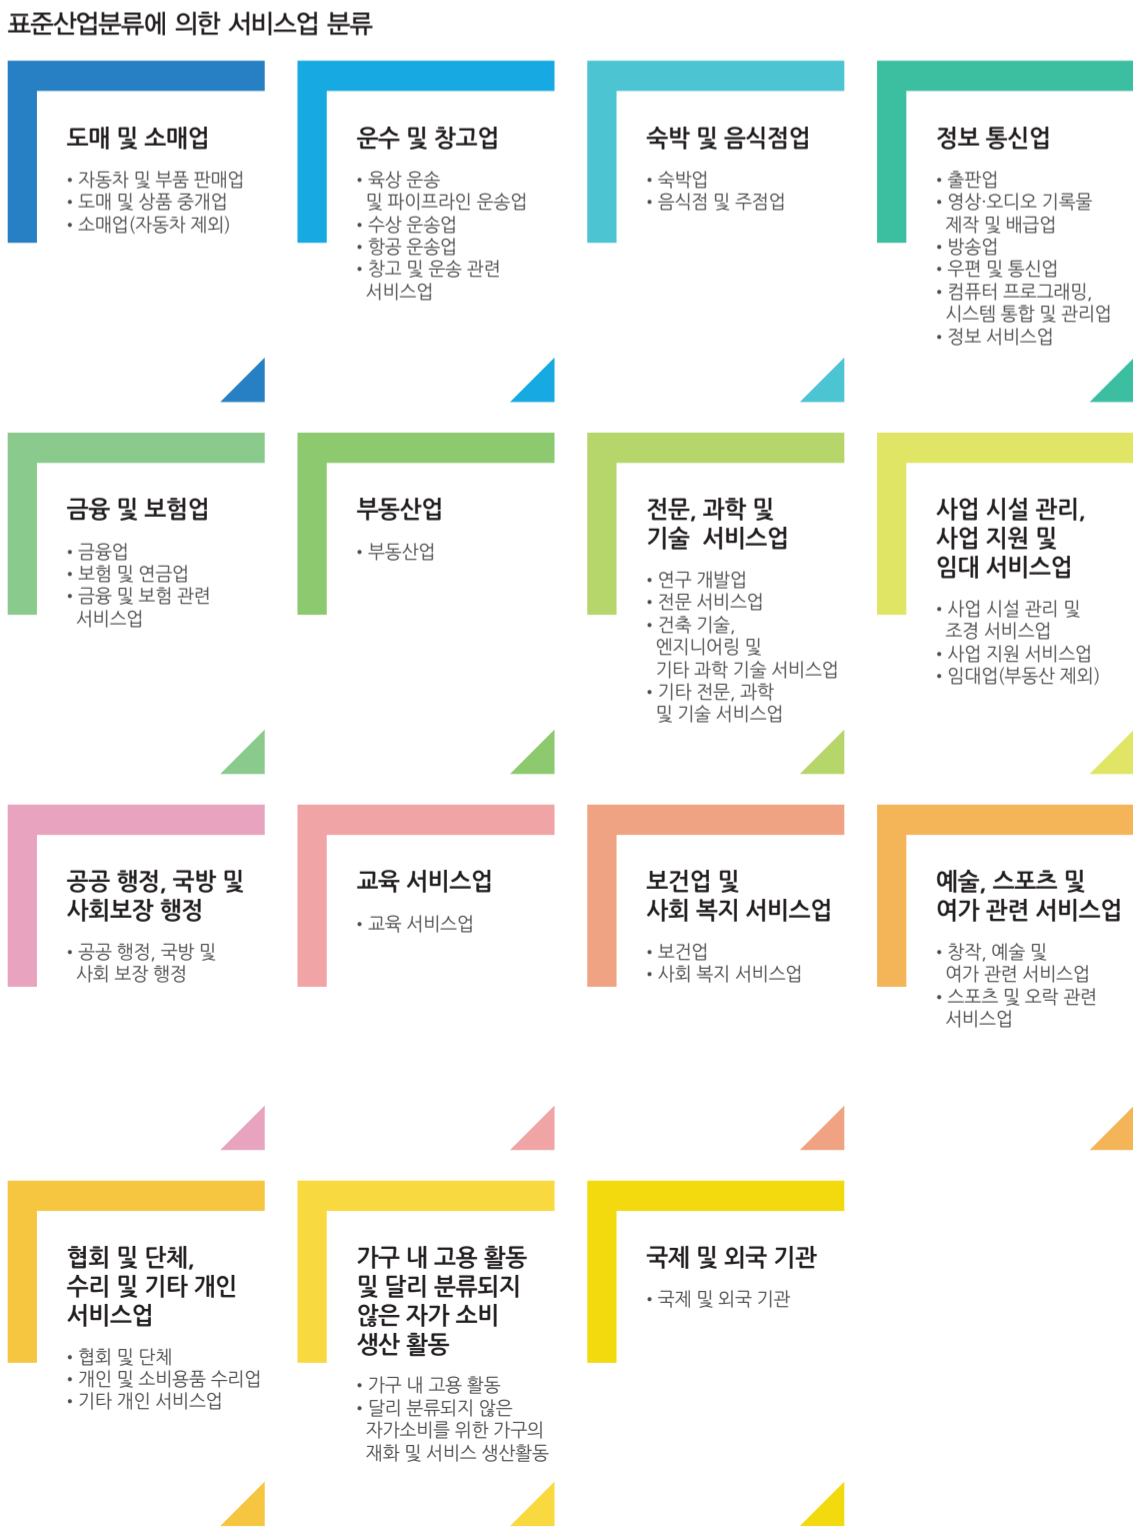 표준산업분류에 의한 서비스업 분류
도매 및 소매업
• 자동차 및 부품 판매업
• 도매 및 상품 중개업
• 소매업(자동차 제외)
운수 및 창고업
• 육상 운송
및 파이프라인 운송업
• 수상 운송업
• 항공 운송업
• 창고 및 운송 관련
서비스업
숙박 및 음식점업
• 숙박업
• 음식점 및 주점업
정보 통신업
• 출판업
• 영상·오디오 기록물
제작 및 배급업
• 방송업
• 우편 및 통신업
• 컴퓨터 프로그래밍,
시스템 통합 및 관리업
• 정보 서비스업
금융 및 보험업
• 금융업
• 보험 및 연금업
• 금융 및 보험 관련
서비스업
부동산업
• 부동산업
전문, 과학 및
기술 서비스업
• 연구 개발업
• 전문 서비스업
• 건축 기술,
엔지니어링 및
기타 과학 기술 서비스업
• 기타 전문, 과학
및 기술 서비스업
사업 시설 관리,
사업 지원 및
임대 서비스업
• 사업 시설 관리 및
조경 서비스업
• 사업 지원 서비스업
• 임대업(부동산 제외)
공공 행정, 국방 및
사회보장 행정
• 공공 행정, 국방 및
사회 보장 행정
교육 서비스업
• 교육 서비스업
보건업 및
사회 복지 서비스업
• 보건업
• 사회 복지 서비스업
예술, 스포츠 및
여가 관련 서비스업
• 창작, 예술 및
여가 관련 서비스업
• 스포츠 및 오락 관련
서비스업
협회 및 단체,
수리 및 기타 개인
서비스업
• 협회 및 단체
• 개인 및 소비용품 수리업
• 기타 개인 서비스업
가구 내 고용 활동
및 달리 분류되지
않은 자가 소비
생산 활동
• 가구 내 고용 활동
• 달리 분류되지 않은
자가소비를 위한 가구의
재화 및 서비스 생산활동
국제 및 외국 기관
• 국제 및 외국 기관